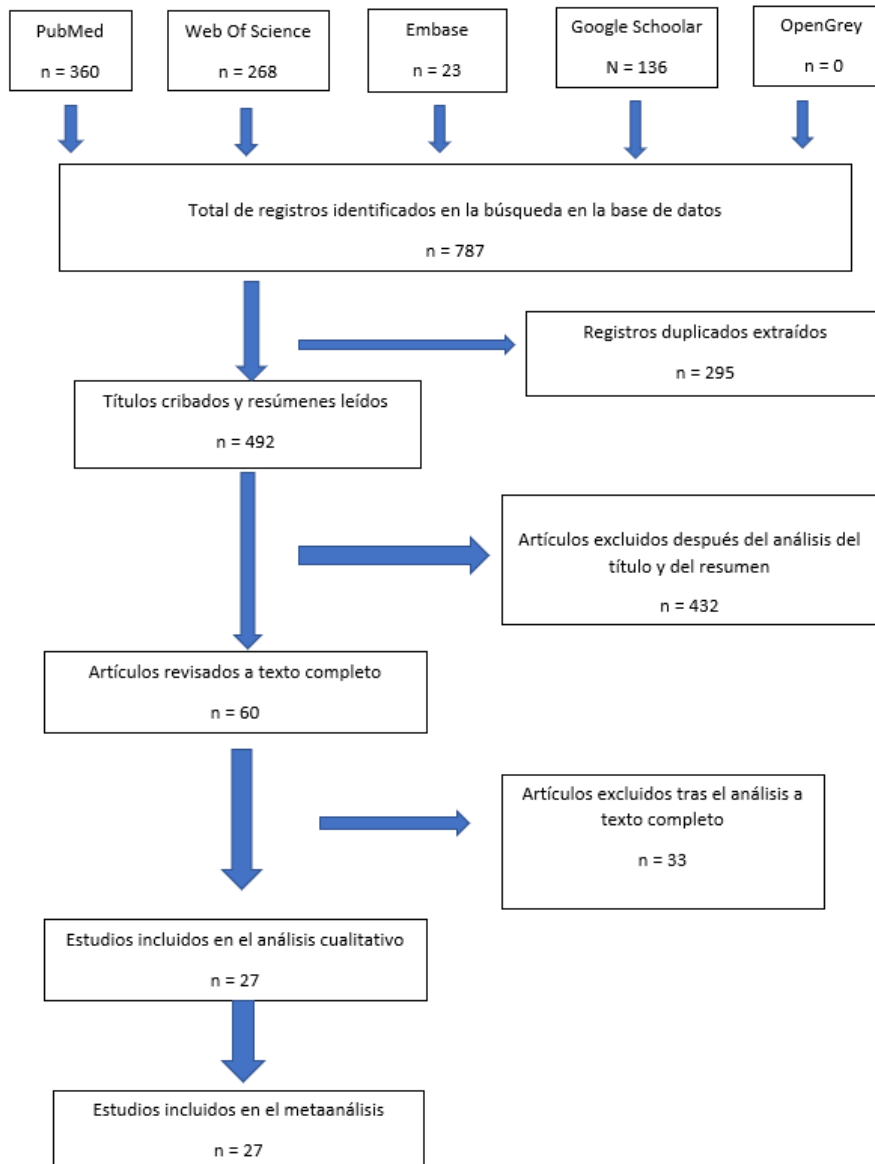 PubMed
n = 360
Web Of Science
n = 268
Embase
n = 23
Google Schoolar
N = 136
OpenGrey
n = 0
Total de registros identificados en la búsqueda en la base de datos
n = 787
Registros duplicados extraídos
n = 295
Títulos cribados y resúmenes leídos
n = 492
Artículos excluidos después del análisis del
título y del resumen
n = 432
Artículos revisados a texto completo
n = 60
Artículos excluidos tras el análisis a
texto completo
n = 33
Estudios incluidos en el análisis cualitativo
n = 27
Estudios incluidos en el metaanálisis
n = 27